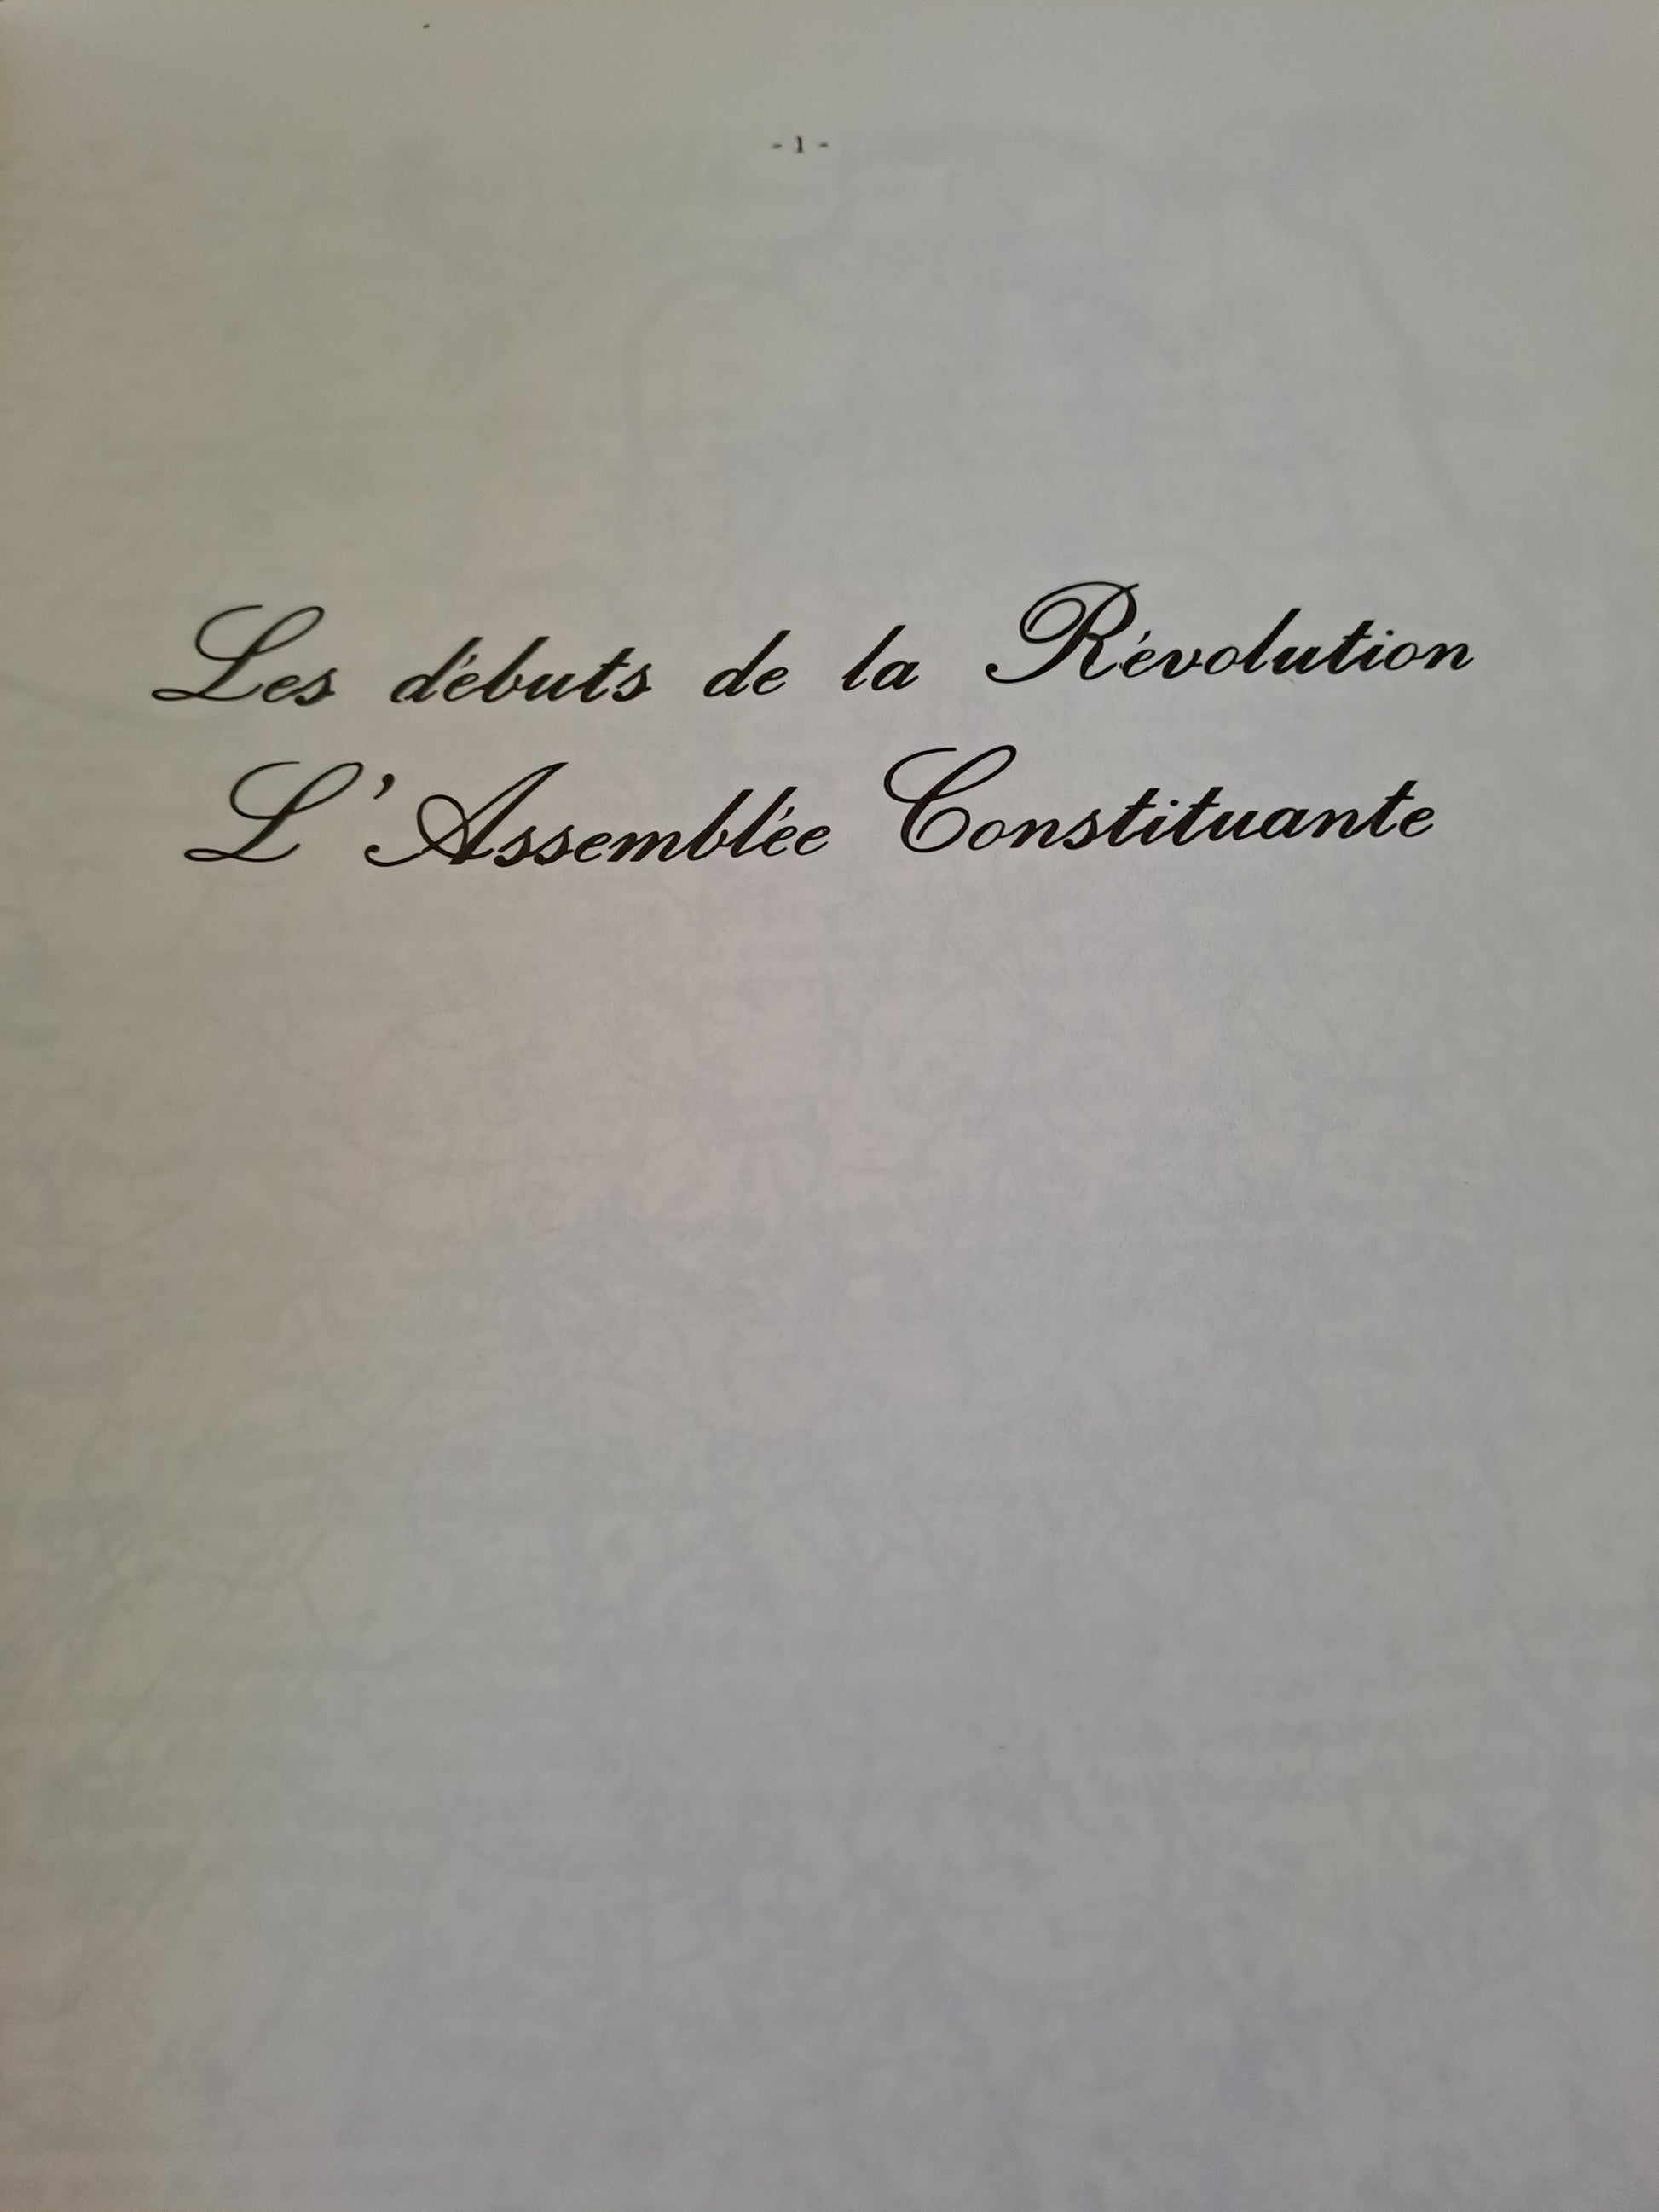 - 1 -
Les débuts de la Révolution
L'Assemblée Constituante